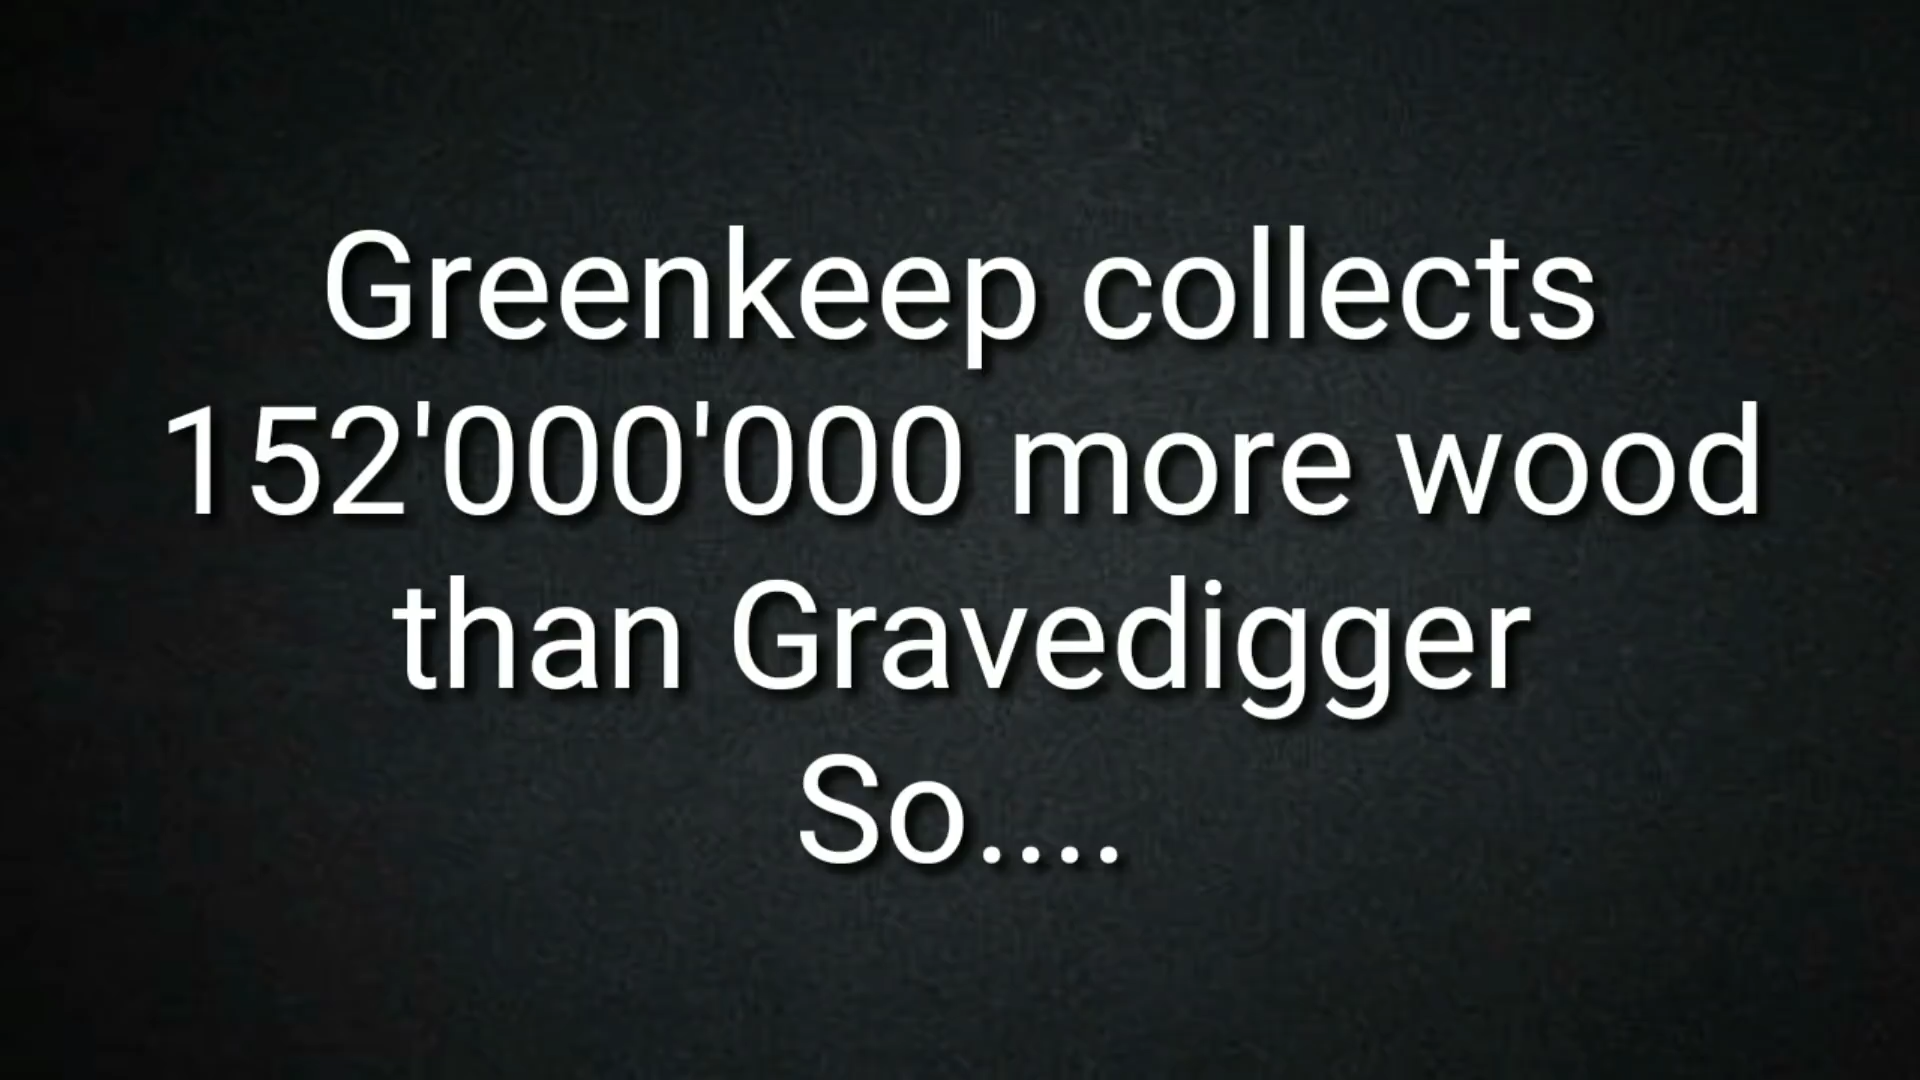 Greenkeep collects
152'000'000 more wood
than Gravedigger
So....